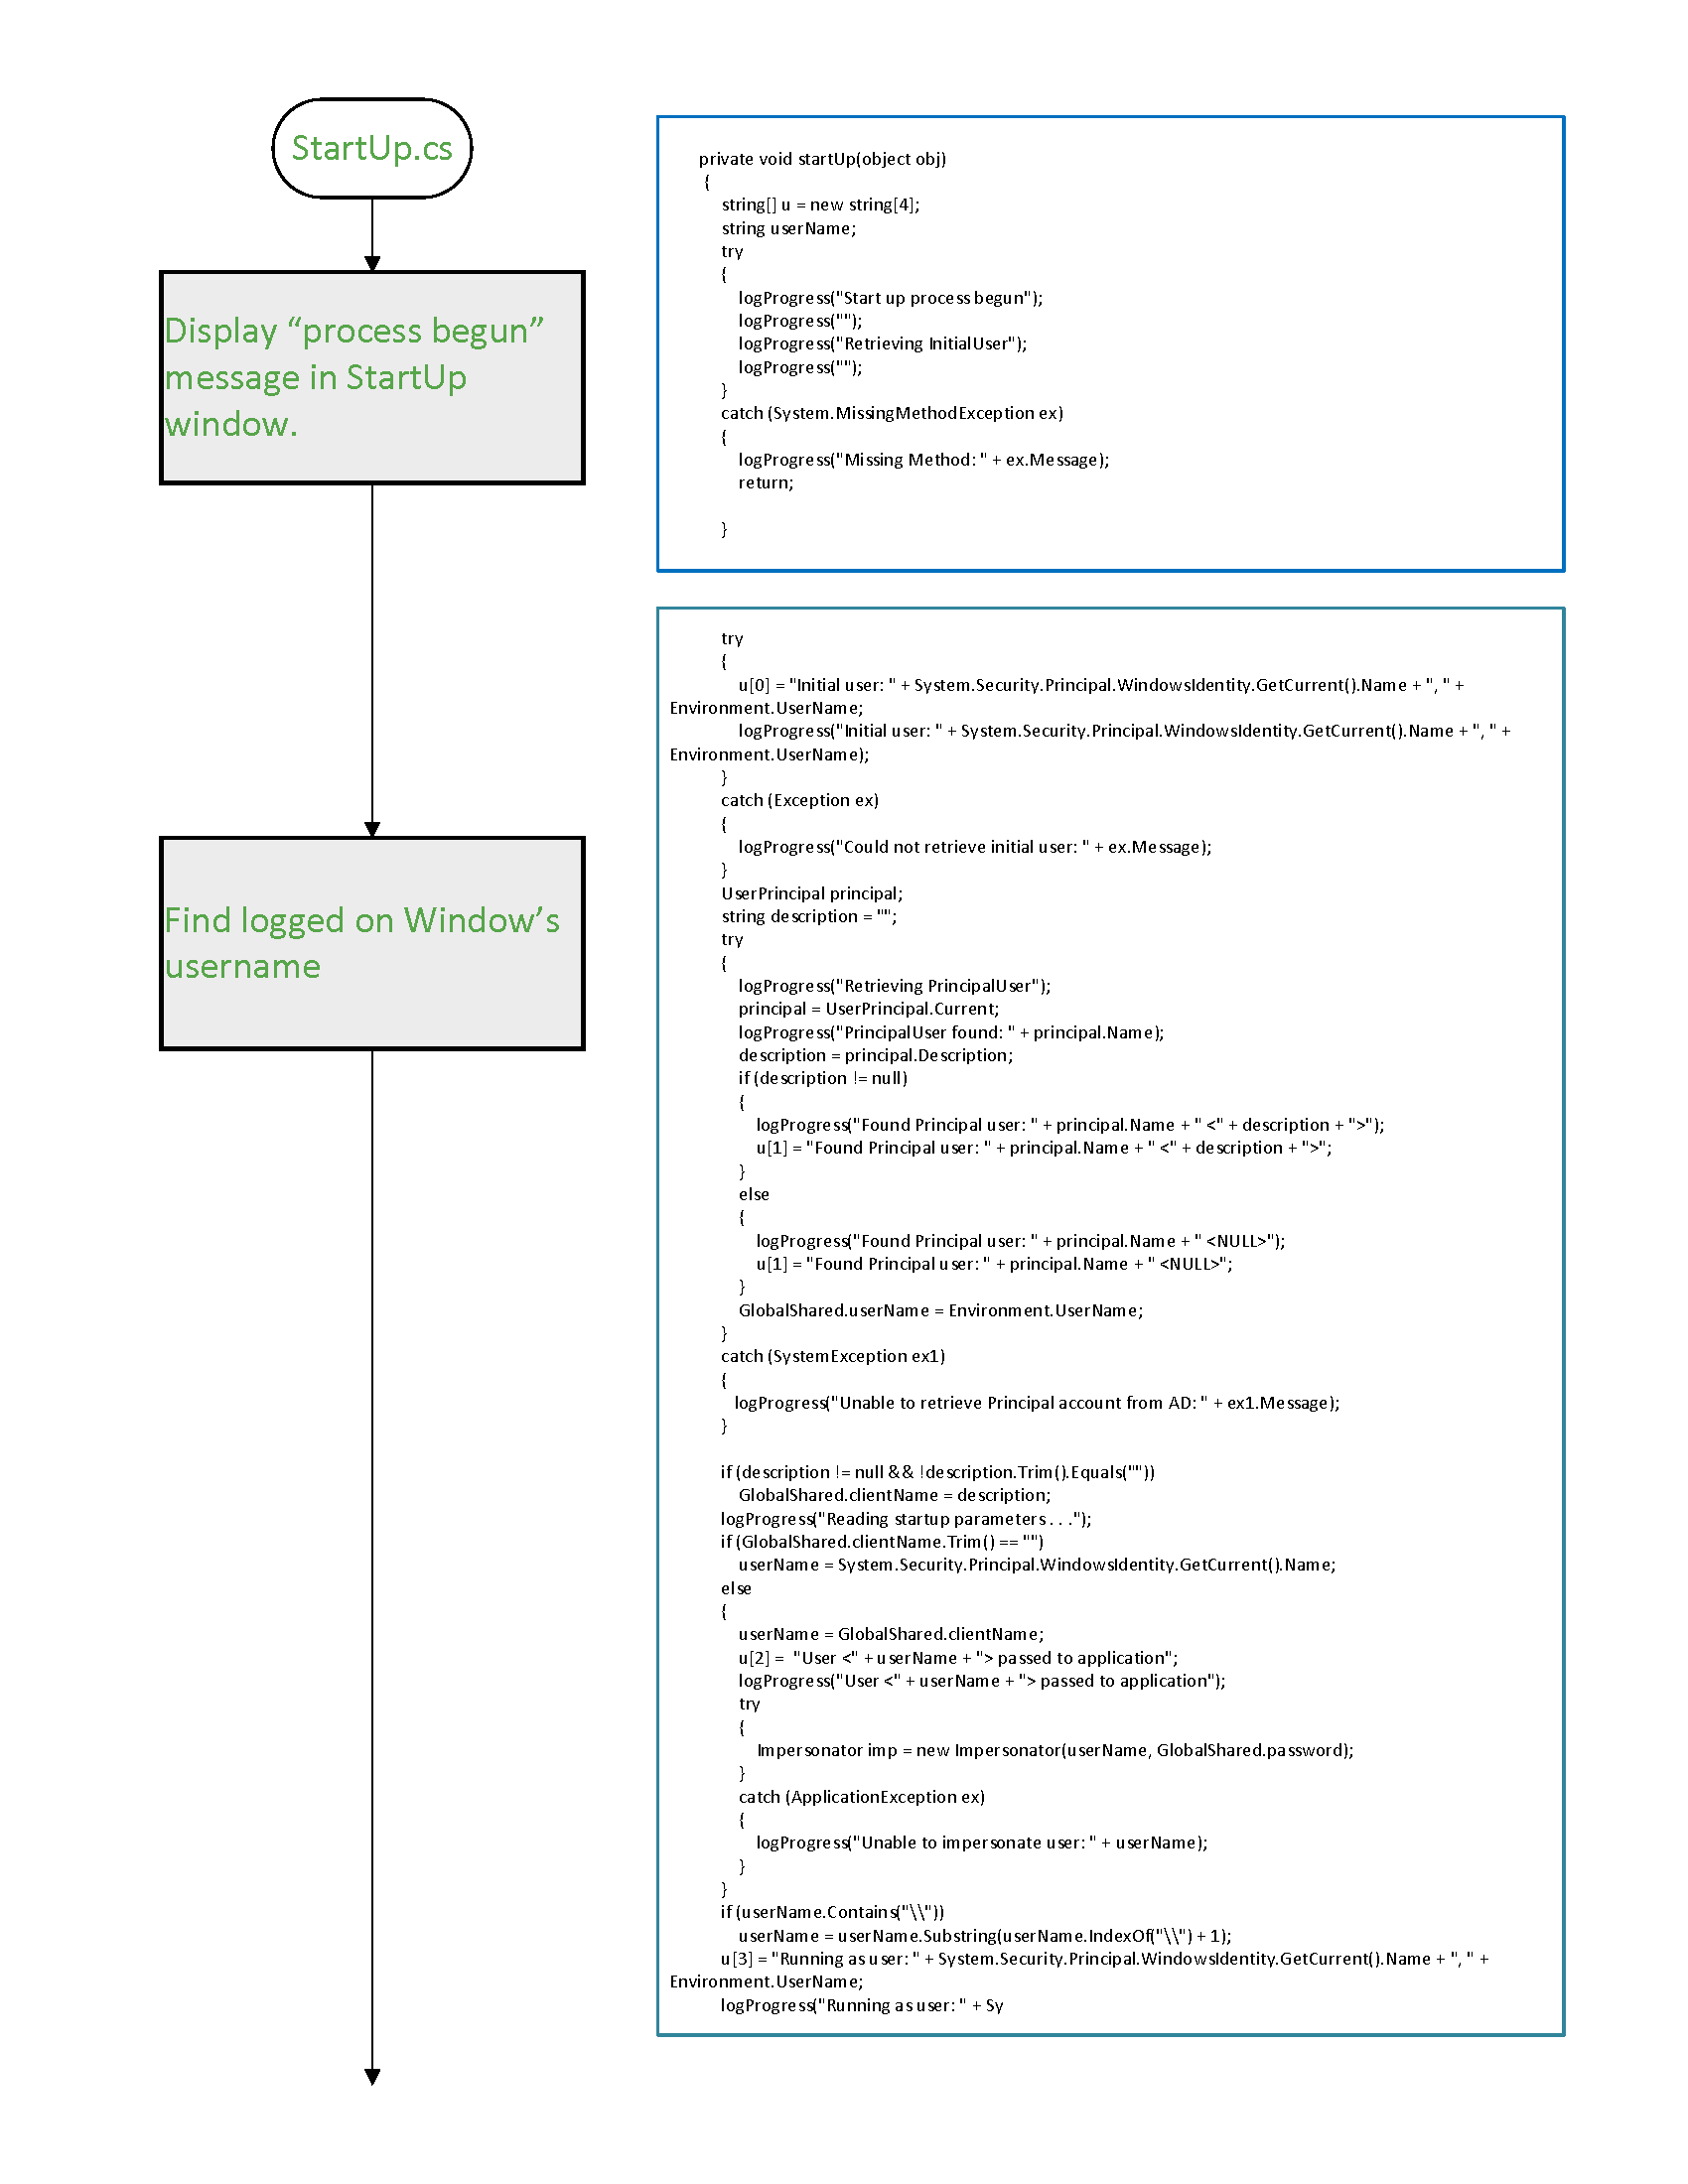 StartUp.cs
Display “process begun”
message in StartUp
window.
Find logged on Window’s
username
private void startUp(object obj)
{
string[] u = new string[4];
string userName;
try
{
logProgress("Start up process begun");
logProgress("");
logProgress("Retrieving InitialUser");
logProgress("");
}
catch (System.MissingMethodException ex)
{
logProgress("Missing Method: " + ex.Message);
return;
}
try
{
u[0] = "Initial user: " + System.Security.Principal.WindowsIdentity.GetCurrent().Name + ", " +
Environment.UserName;
logProgress("Initial user: " + System.Security.Principal.WindowsIdentity.GetCurrent().Name + ", " +
Environment.UserName);
}
catch (Exception ex)
{
logProgress("Could not retrieve initial user: " + ex.Message);
}
UserPrincipal principal;
string description = "";
try
{
logProgress("Retrieving PrincipalUser");
principal = UserPrincipal.Current;
logProgress("PrincipalUser found: " + principal.Name);
description = principal.Description;
if (description != null)
{
logProgress("Found Principal user: " + principal.Name + " <" + description + ">");
u[1] = "Found Principal user: " + principal.Name + " <" + description + ">";
}
else
{
logProgress("Found Principal user: " + principal.Name + " <NULL>");
u[1] = "Found Principal user: " + principal.Name + " <NULL>";
}
GlobalShared.userName = Environment.UserName;
}
catch (SystemException ex1)
{
logProgress("Unable to retrieve Principal account from AD: " + ex1.Message);
}
if (description != null && !description.Trim().Equals(""))
GlobalShared.clientName = description;
logProgress("Reading startup parameters . . .");
if (GlobalShared.clientName.Trim() == "")
userName = System.Security.Principal.WindowsIdentity.GetCurrent().Name;
else
{
userName = GlobalShared.clientName;
u[2] =  "User <" + userName + "> passed to application";
logProgress("User <" + userName + "> passed to application");
try
{
Impersonator imp = new Impersonator(userName, GlobalShared.password);
}
catch (ApplicationException ex)
{
logProgress("Unable to impersonate user: " + userName);
}
}
if (userName.Contains("\\"))
userName = userName.Substring(userName.IndexOf("\\") + 1);
u[3] = "Running as user: " + System.Security.Principal.WindowsIdentity.GetCurrent().Name + ", " +
Environment.UserName;
logProgress("Running as user: " + Sy